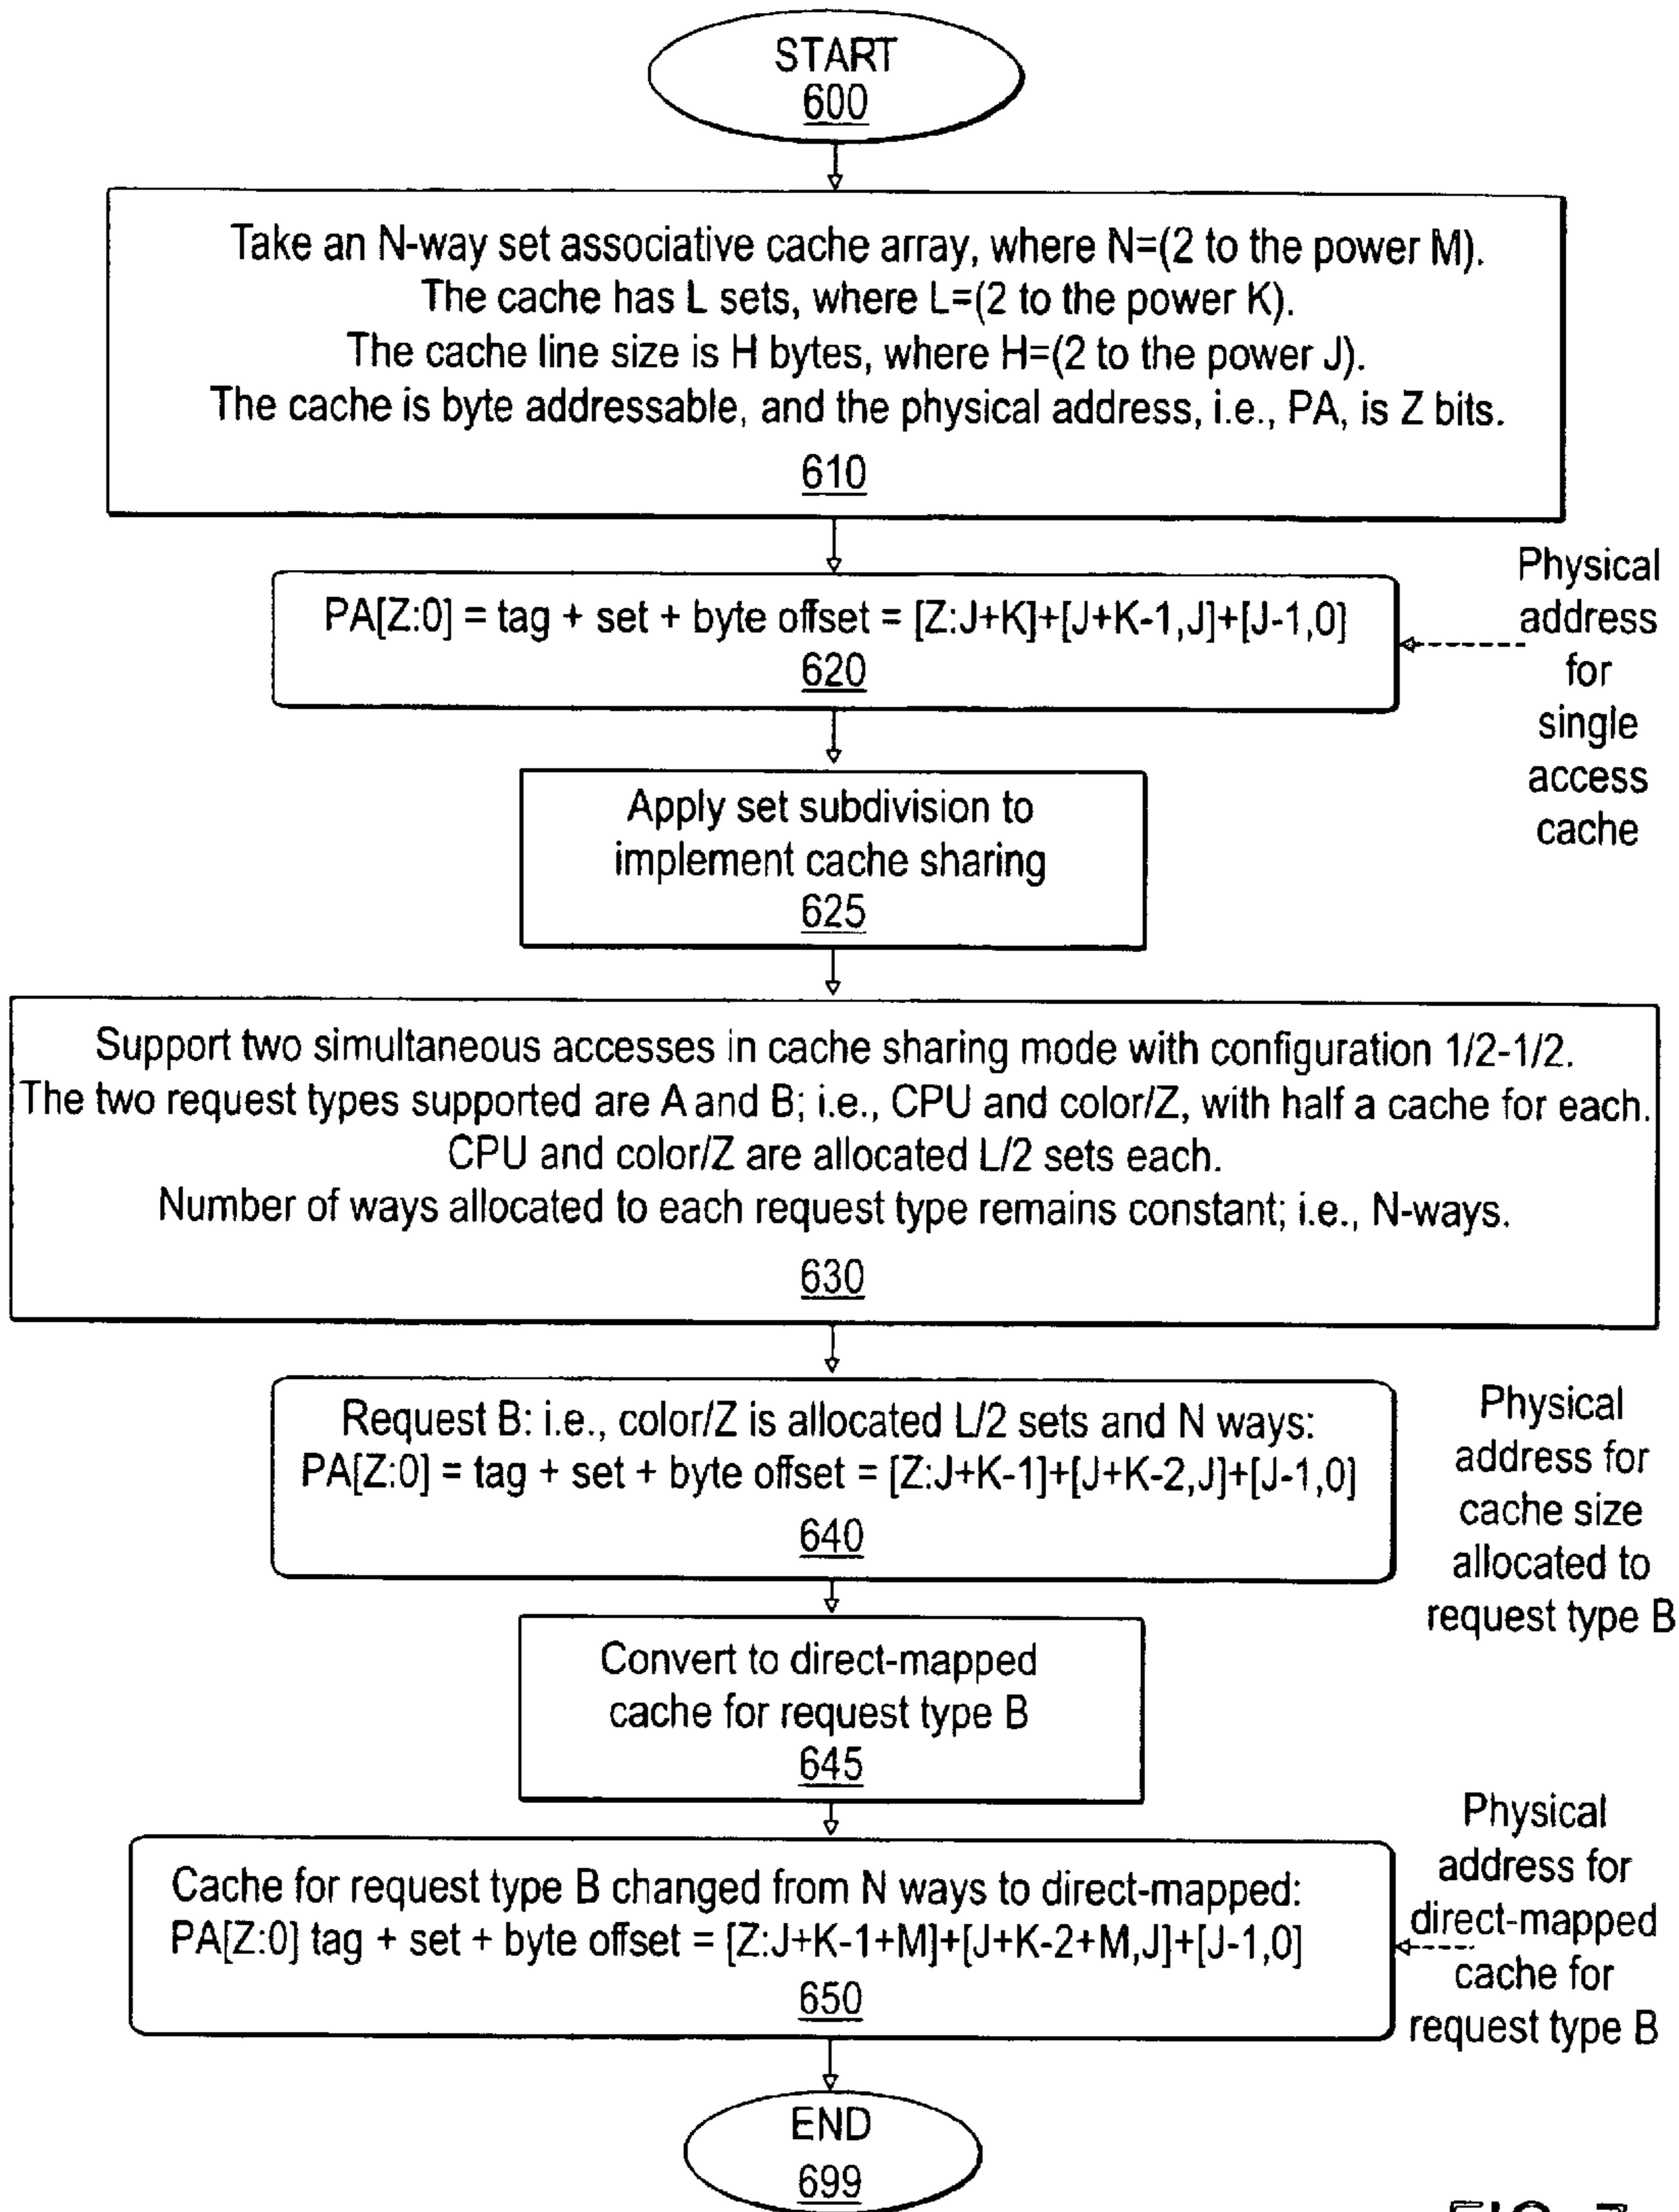 START
600
Take an N-way set associative cache array, where N=(2 to the power M).
The cache has L sets, where L=(2 to the power K).
The cache line size is H bytes, where H=(2 to the power J).
The cache is byte addressable, and the physical address, i.e., PA, is Z bits.
610
PA[Z:0] = tag + set + byte offset = [Z:J+K]+[J+K-1,J]+[J-1,0]
620
Physical
address
for
single
access
cache
Apply set subdivision to
implement cache sharing
625
Support two simultaneous accesses in cache sharing mode with configuration 1/2-1/2.
The two request types supported are A and B; i.e., CPU and color/Z, with half a cache for each.
CPU and color/Z are allocated L/2 sets each.
Number of ways allocated to each request type remains constant; i.e., N-ways.
630
Request B: i.e., color/Z is allocated L/2 sets and N ways:
PA[Z:0] = tag + set + byte offset = [Z:J+K-1]+[J+K-2,J]+[J-1,0]
640
Physical
address for
cache size
allocated to
request type B
Convert to direct-mapped
cache for request type B
645
Cache for request type B changed from N ways to direct-mapped:
PA[Z:0] tag + set + byte offset = [Z:J+K-1+M]+[J+K-2+M,J]+[J-1,0]
650
Physical
address for
direct-mapped
cache for
request type B
END
699